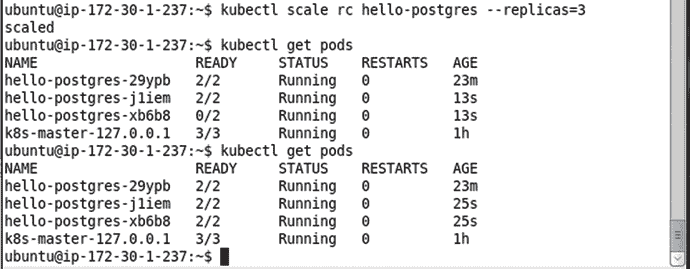 ubuntu@ip-172-30-1-237:~$ kubectl scale rc hello-postgres --replicas=3
scaled
ubuntu@ip-172-30-1-237:~$ kubectl get pods
NAME READY STATUS RESTARTS AGE
hello-postgres-29ypb 2/2 Running 0 23m
hello-postgres-j1iem 2/2 Running 0 13s
hello-postgres-xb6b8 0/2 Running 0 13s
k8s-master-127.0.0.1 3/3 Running 0 1h
ubuntu@ip-172-30-1-237:~$ kubectl get pods
NAME READY STATUS RESTARTS AGE
hello-postgres-29ypb 2/2 Running 0 23m
hello-postgres-j1iem 2/2 Running 0 25s
hello-postgres-xb6b8 2/2 Running 0 25s
k8s-master-127.0.0.1 3/3 Running 0 1h
ubuntu@ip-172-30-1-237:~$